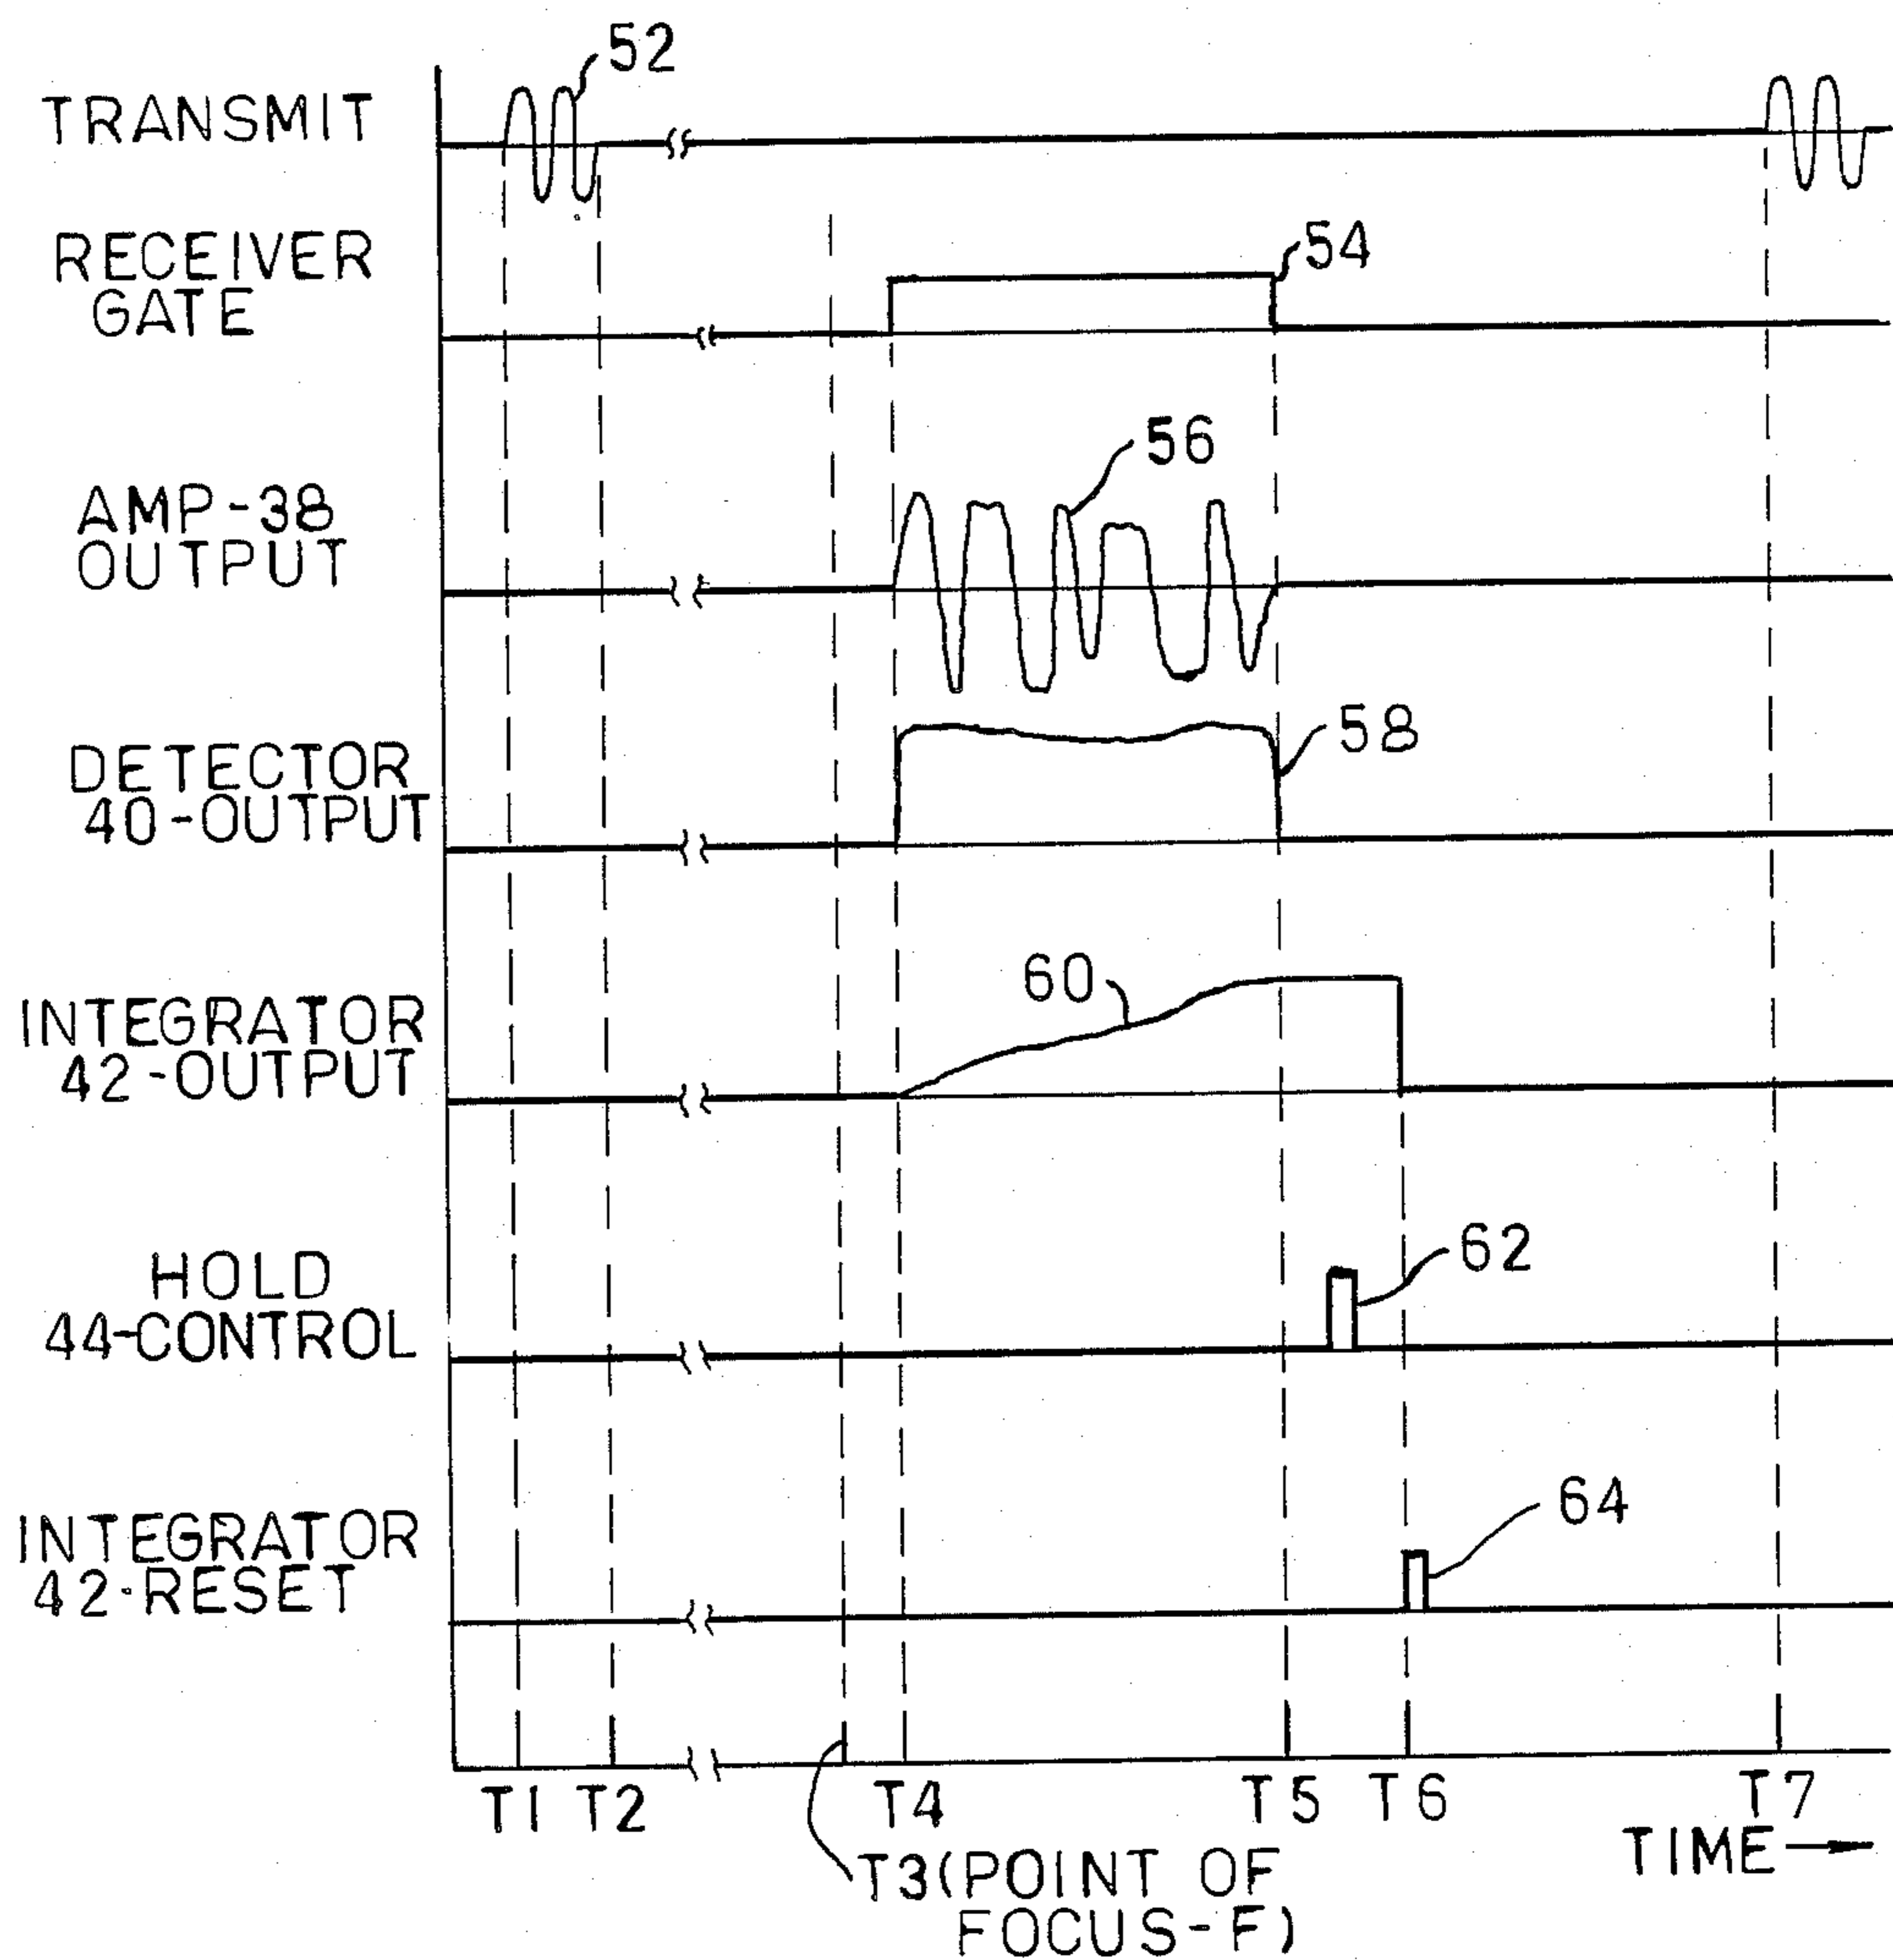 52
TRANSMIT
RECEIVER
GATE
54
56
AMP-38
OUTPUT
58
DETECTOR
40-OUTPUT
60
INTEGRATOR
42-OUTPUT
62
HOLD
44-CONTROL
64
INTEGRATOR
42-RESET
T1 T2 T4 T5 T6 T7
TIME
T3(POINT OF
FOCUS-F)